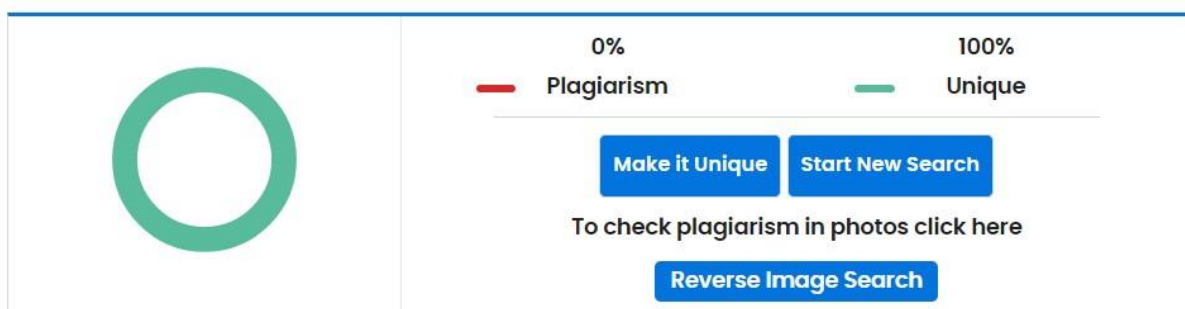 0% 100%
Plagiarism Unique
Make it Unique Start New Search
To check plagiarism in photos click here
Reverse Image Search